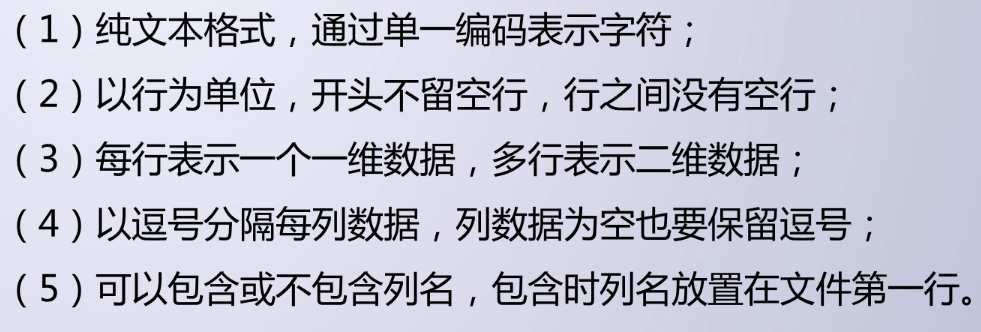 （1）纯文本格式，通过单一编码表示字符；
（2）以行为单位，开头不留空行，行之间没有空行；
（3）每行表示一个一维数据，多行表示二维数据；
（4）以逗号分隔每列数据，列数据为空也要保留逗号；
（5）可以包含或不包含列名，包含时列名放置在文件第一行。